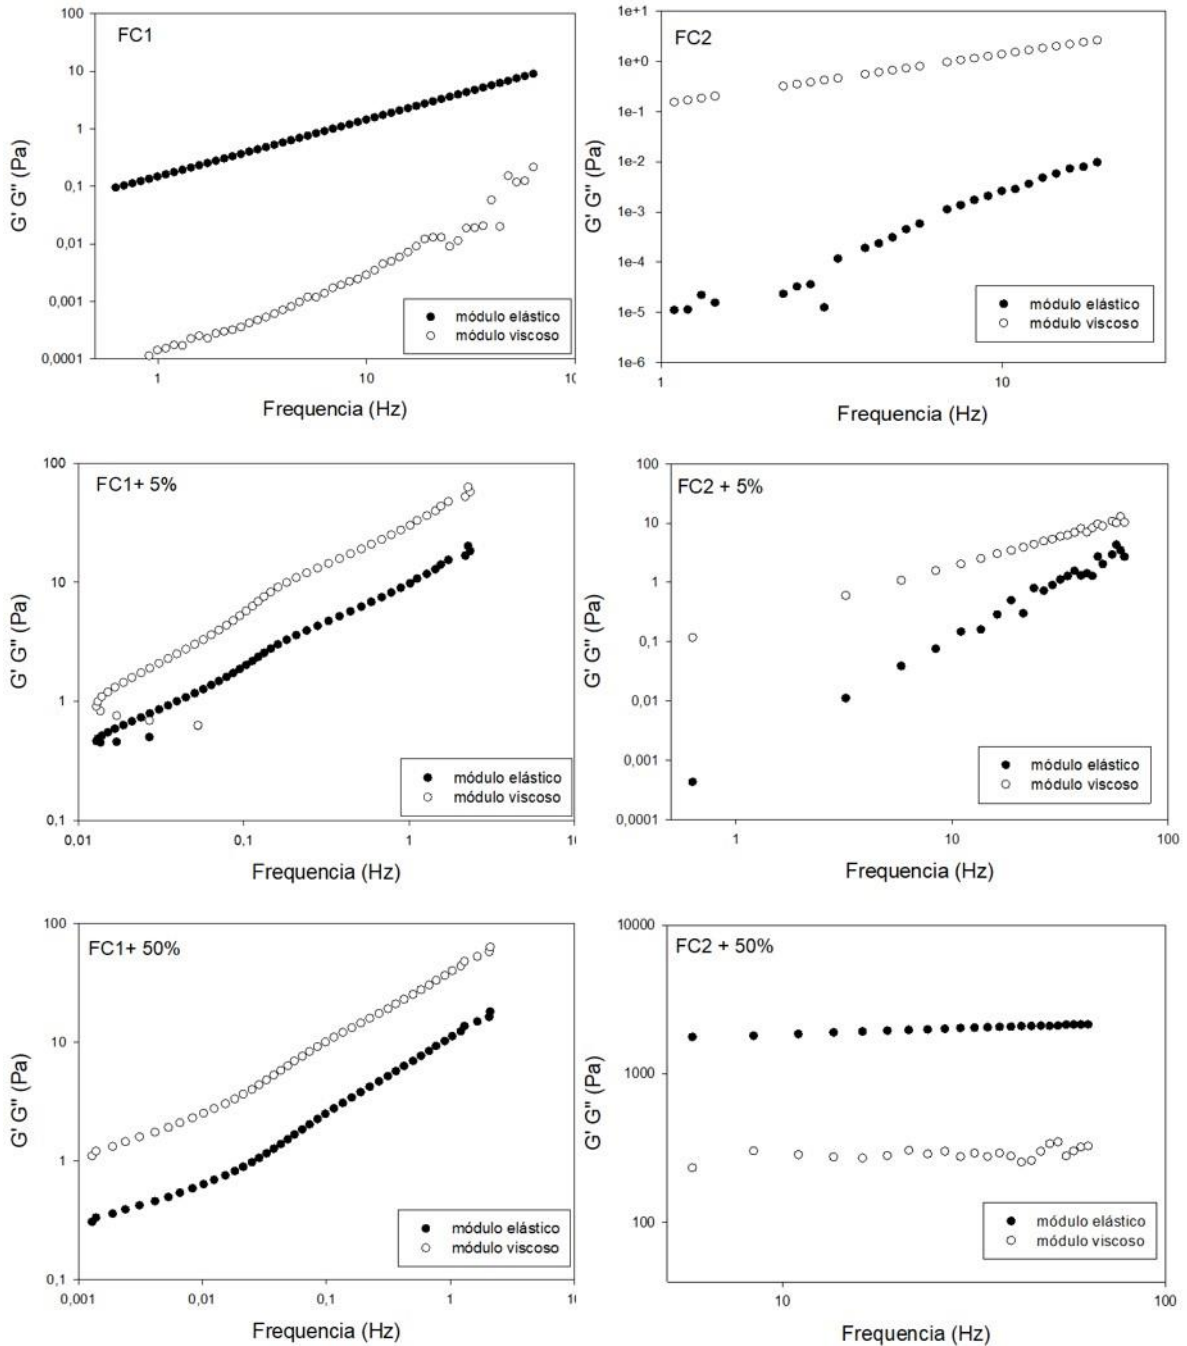 FC1
100
10
1
0,1
0,01
0,001
0,0001
G' G" (Pa)
módulo elástico
módulo viscoso
1
10
10
Frequencia (Hz)
FC2
1e+1
1e+0
1e-1
1e-2
1e-3
1e-4
1e-5
1e-6
G' G" (Pa)
módulo elástico
módulo viscoso
1
10
Frequencia (Hz)
FC1+ 5%
100
10
1
0,1
G' G" (Pa)
módulo elástico
módulo viscoso
0,01
0,1
1
Frequencia (Hz)
FC2 + 5%
100
10
1
0,1
0,01
0,001
0,0001
G' G" (Pa)
módulo elástico
módulo viscoso
1
10
100
Frequencia (Hz)
FC1+ 50%
100
10
1
0,1
G' G" (Pa)
módulo elástico
módulo viscoso
0,001
0,01
0,1
1
Frequencia (Hz)
FC2 + 50%
10000
1000
100
G' G" (Pa)
módulo elástico
módulo viscoso
10
100
Frequencia (Hz)